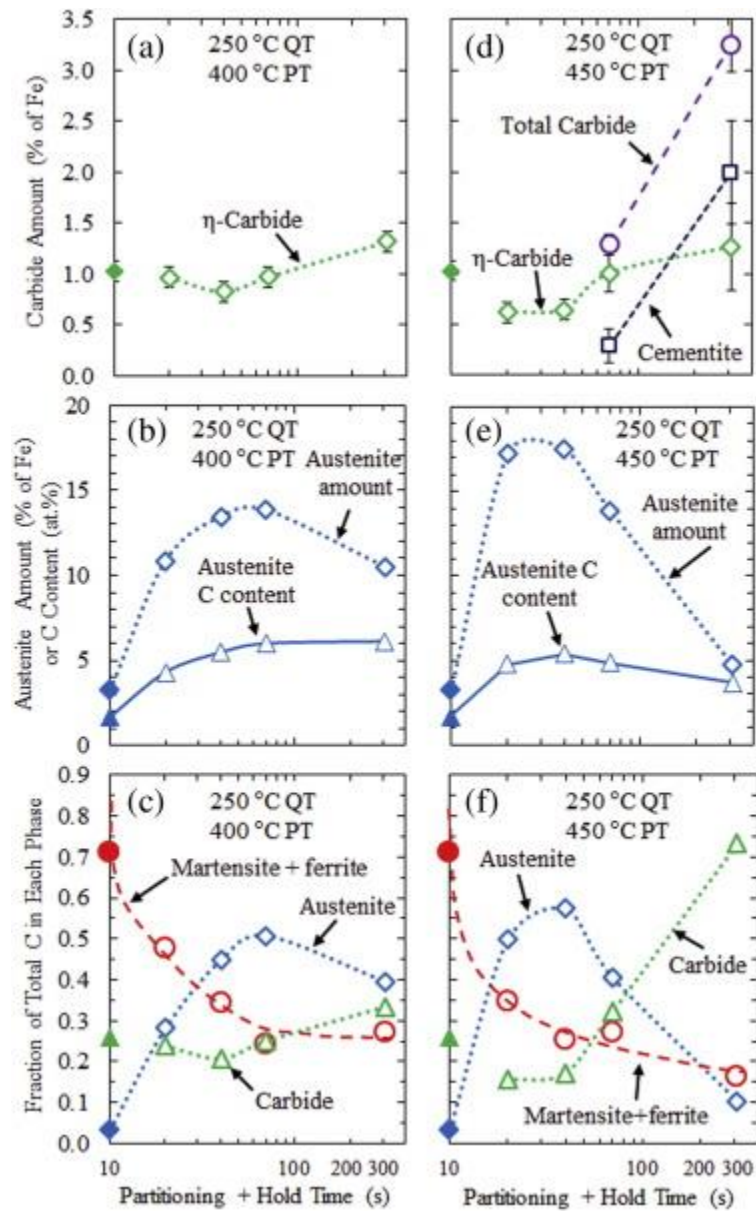 (a)
250 °C QT
400 °C PT
η-Carbide
3.5
3.0
2.5
2.0
1.5
1.0
0.5
0.0
Carbide Amount (% of Fe)
(d)
250 °C QT
450 °C PT
Total Carbide
η-Carbide
Cementite
(b)
250 °C QT
400 °C PT
Austenite
amount
Austenite
C content
20
15
10
5
0
Austenite Amount (% of Fe)
or C Content (at.%)
(e)
250 °C QT
450 °C PT
Austenite
amount
Austenite C
content
(c)
250 °C QT
400 °C PT
Martensite + ferrite
Austenite
Carbide
0.9
0.8
0.7
0.6
0.5
0.4
0.3
0.2
0.1
0.0
Fraction of Total C in Each Phase
10
100
200
300
Partitioning + Hold Time (s)
(f)
250 °C QT
450 °C PT
Austenite
Carbide
Martensite+ferrite
10
100
200
300
Partitioning + Hold Time (s)